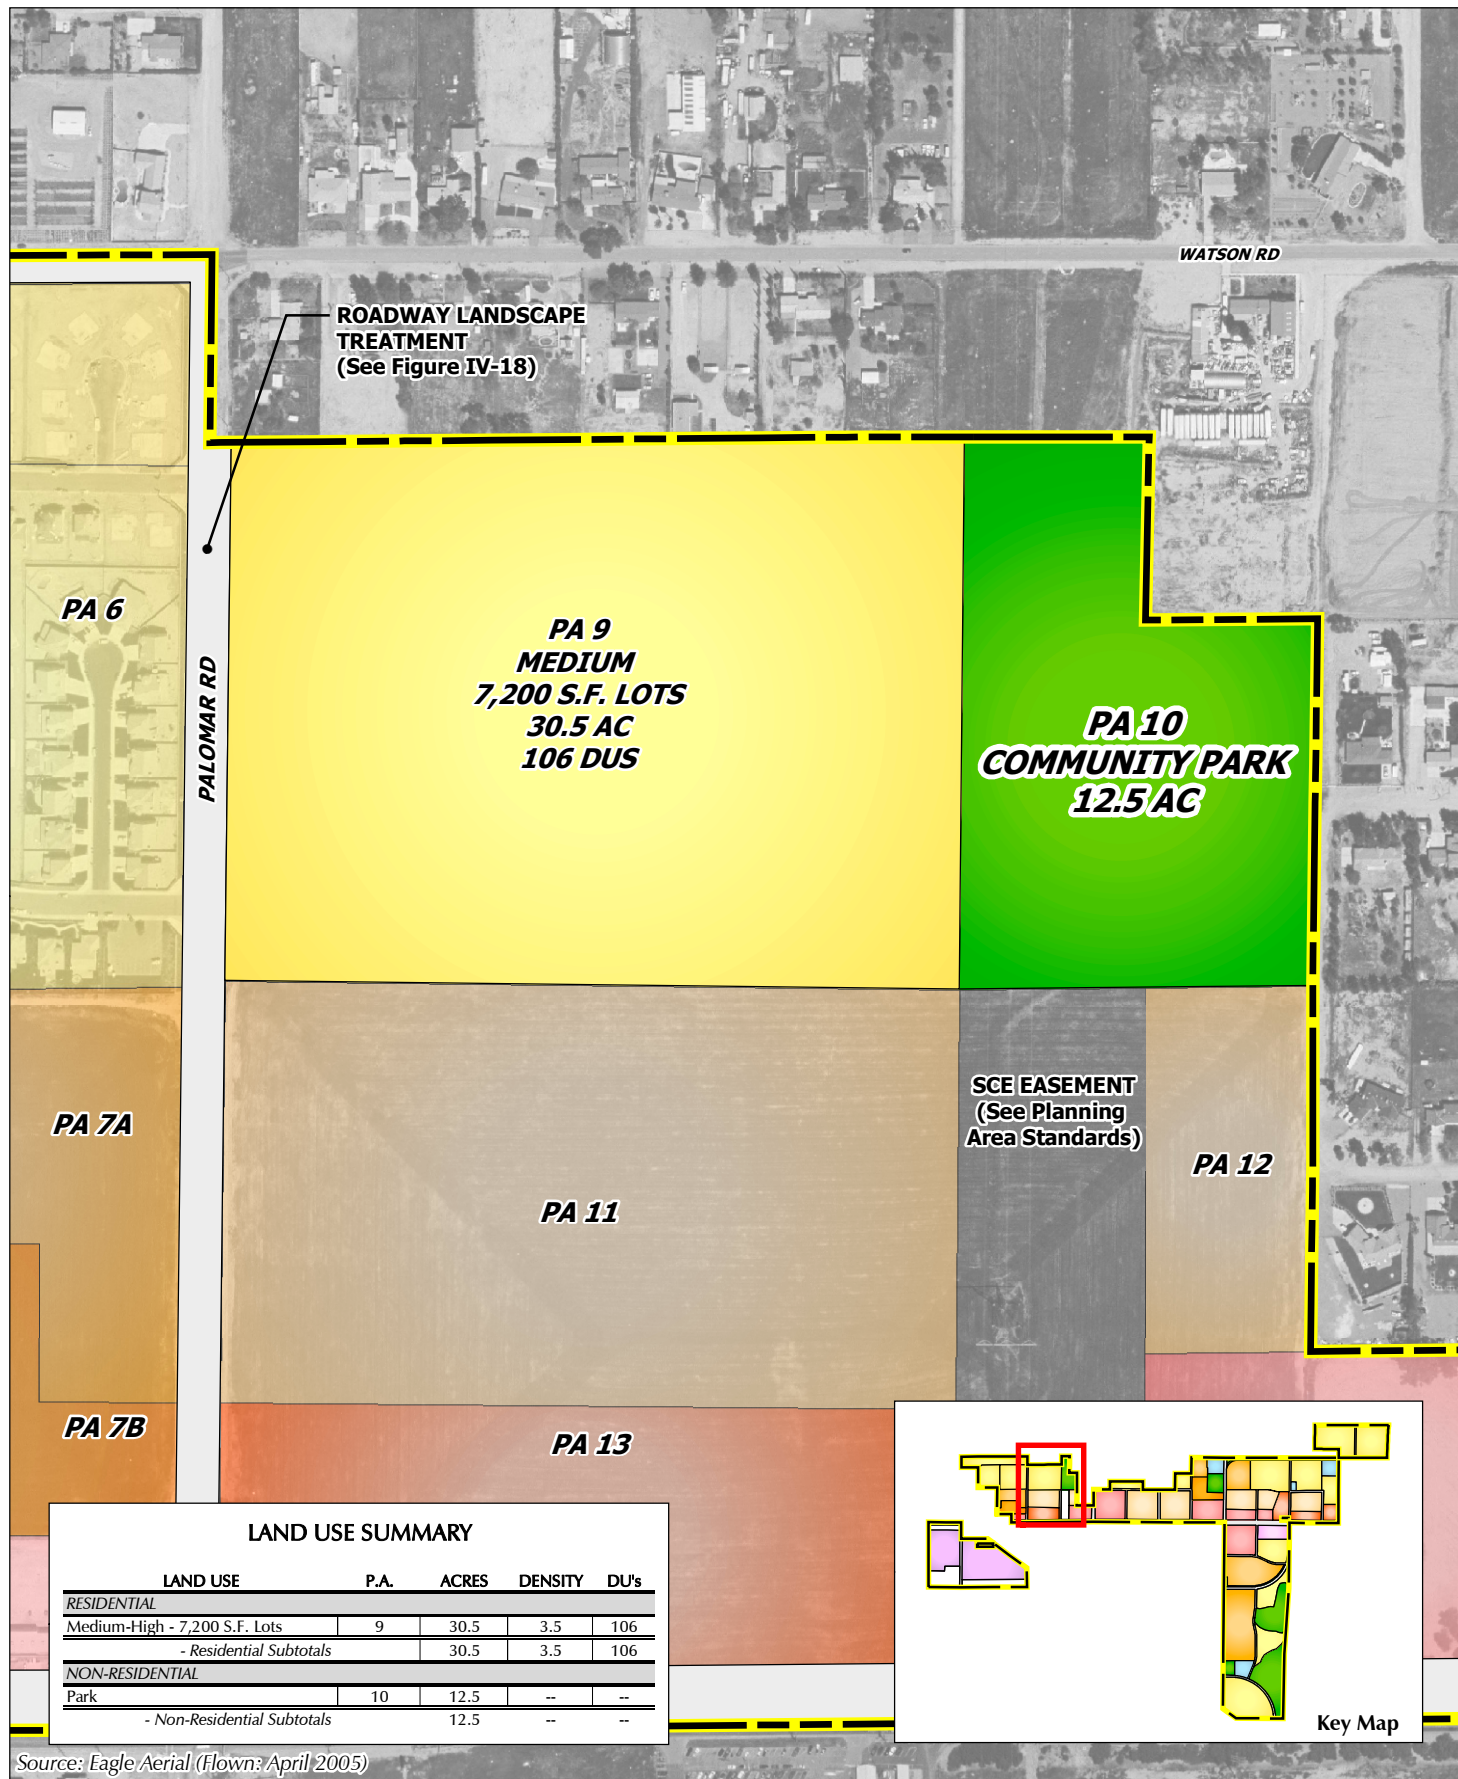 WATSON RD
ROADWAY LANDSCAPE
TREATMENT
(See Figure IV-18)
PA 6
PALOMAR RD
PA 9
MEDIUM
7,200 S.F. LOTS
30.5 AC
106 DUS
PA 10
COMMUNITY PARK
12.5 AC
PA 7A
PA 11
SCE EASEMENT
(See Planning
Area Standards)
PA 12
PA 7B
PA 13
LAND USE SUMMARY
LAND USE P.A. ACRES DENSITY DU's
RESIDENTIAL
Medium-High - 7,200 S.F. Lots 9 30.5 3.5 106
- Residential Subtotals 30.5 3.5 106
NON-RESIDENTIAL
Park 10 12.5 -- --
- Non-Residential Subtotals 12.5 -- --
Key Map
Source: Eagle Aerial (Flown: April 2005)